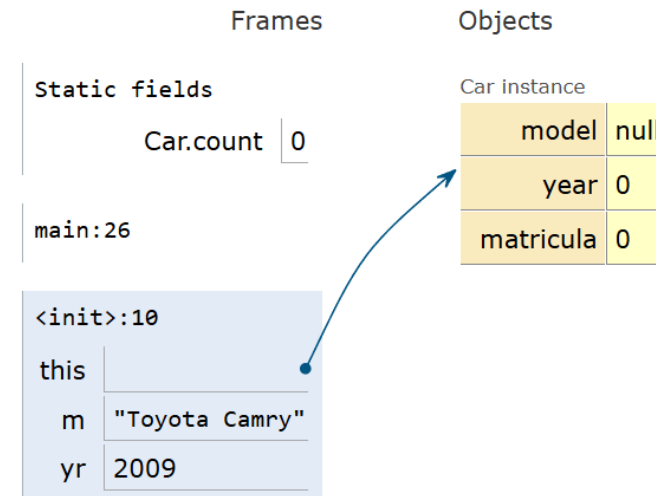 Frames Objects
Static fields
Car.count 0
main:26
<init>:10
this
m "Toyota Camry"
yr 2009
Car instance
model null
year 0
matricula 0